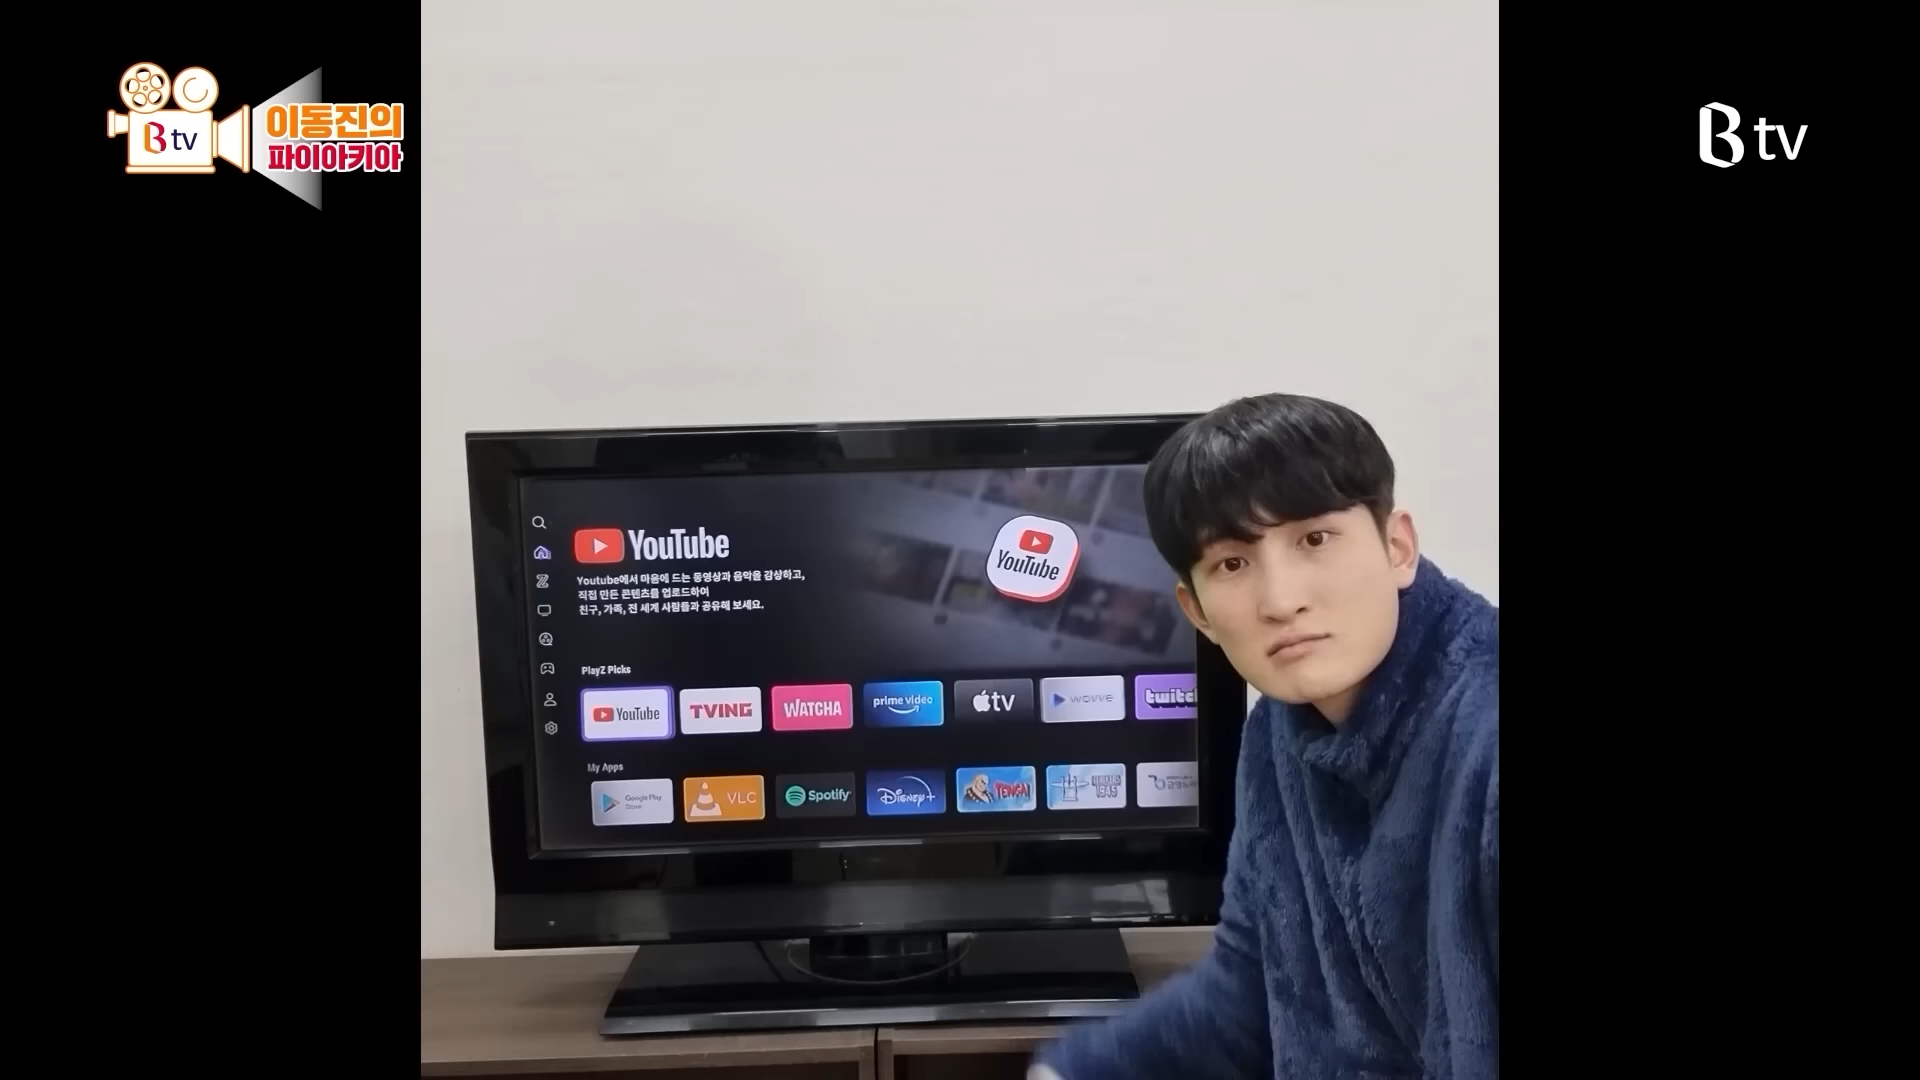 B tv
이동진의
파이아키아
B tv
YouTube
YouTube
Youtube에서 마음에 드는 동영상과 음악을 감상하고,
직접 만든 콘텐츠를 업로드하여
친구, 가족, 전 세계 사람들과 공유해 보세요.
PlayZ Picks
YouTube
TVING
WATCHA
prime video
tv
wavve
twitch
My Apps
Google Play
Store
VLC
Spotify
Disney+
TENGAI
1945